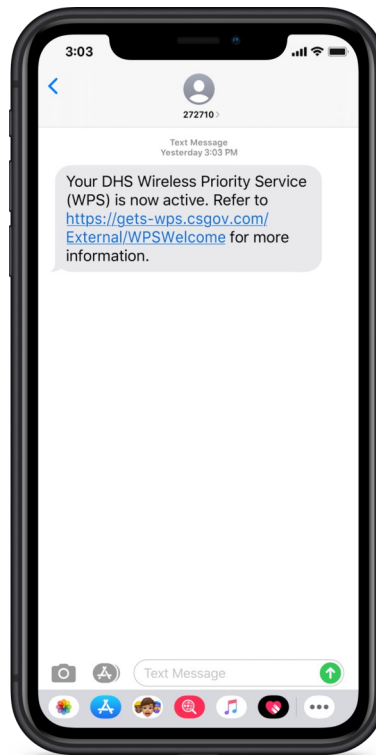 3:03
272710 >
Text Message
Yesterday 3:03 PM
Your DHS Wireless Priority Service
(WPS) is now active. Refer to
https://gets-wps.csgov.com/
External/WPSWelcome for more
information.
Text Message